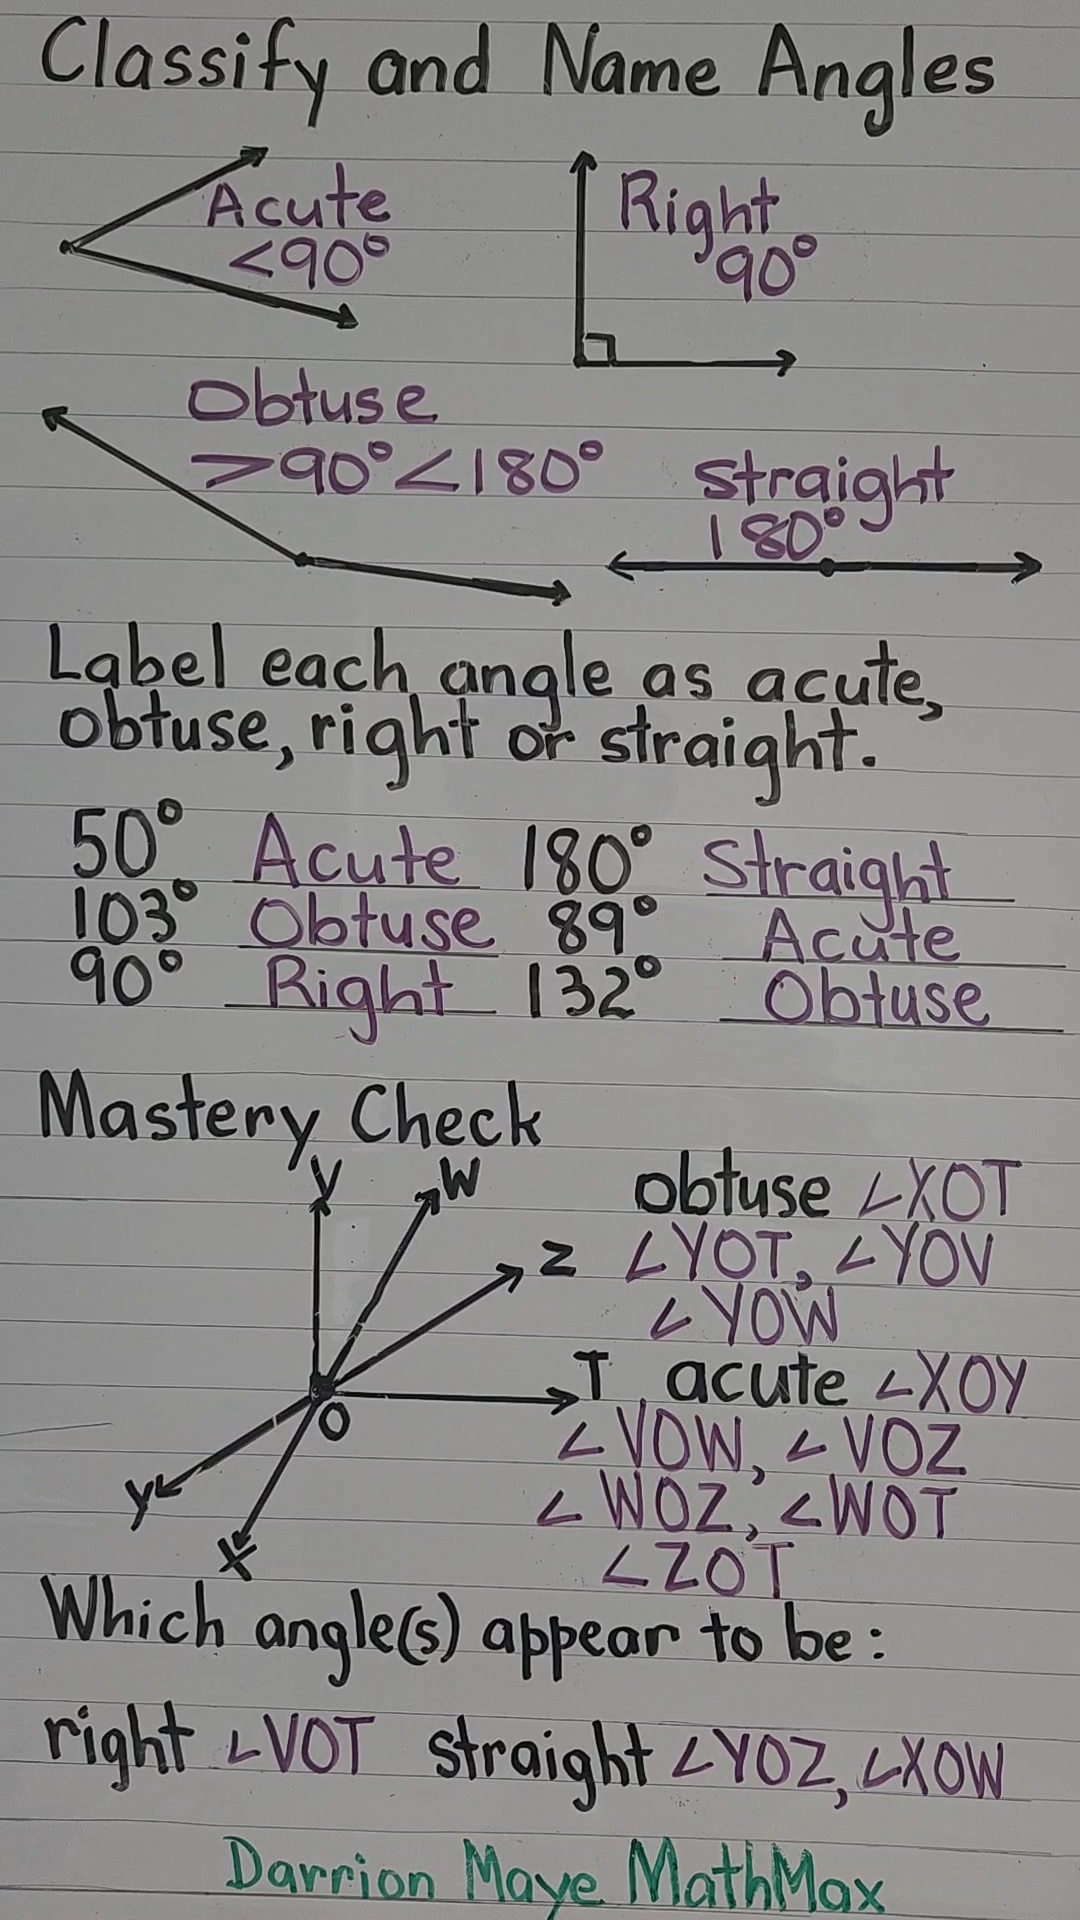 Classify and Name Angles
Acute
<90°
Right
90°
Obtuse
>90°<180°
straight
180°
Label each angle as acute,
obtuse, right or straight.
50° Acute 180° Straight
103° Obtuse 89° Acute
90° Right 132° Obtuse
Mastery Check
V
W
Z
T
O
Y
X
obtuse ∠XOT
∠YOT, ∠YOV
∠YOW
acute ∠XOY
∠VOW, ∠VOZ
∠WOZ, ∠WOT
∠ZOT
Which angle(s) appear to be:
right ∠VOT straight ∠YOZ, ∠XOW
Darrion Maye MathMax